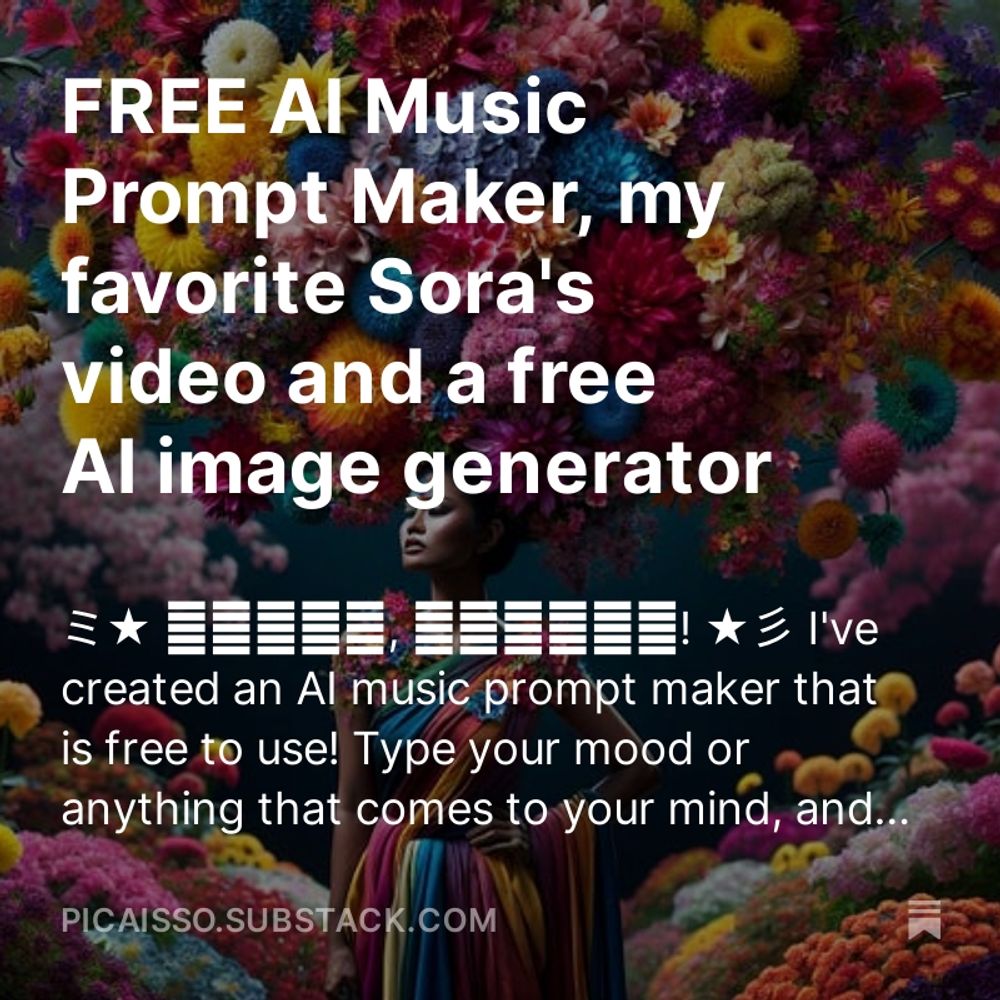 FREE AI Music
Prompt Maker, my
favorite Sora's
video and a free
AI image generator
ミ★ , ! ★彡 I've
created an AI music prompt maker that
is free to use! Type your mood or
anything that comes to your mind, and...
PICAISSO.SUBSTACK.COM